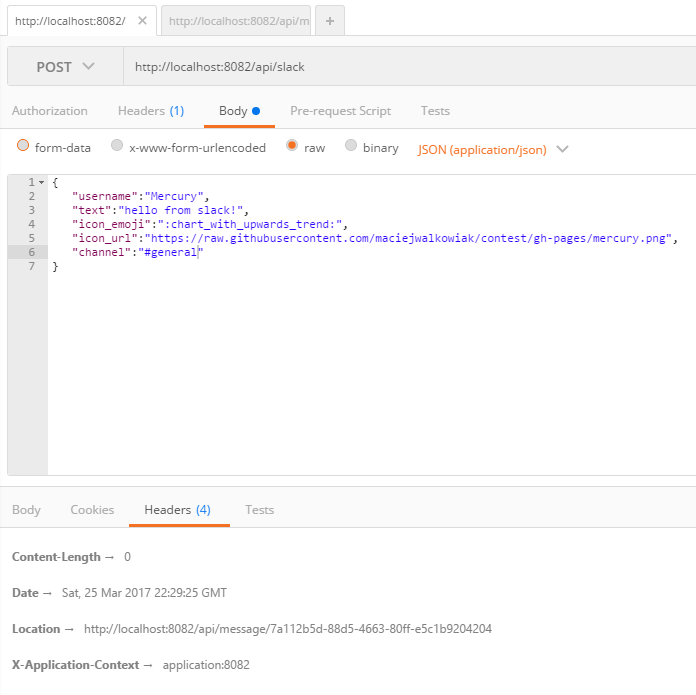 http://localhost:8082/ × http://localhost:8082/api/m +
POST http://localhost:8082/api/slack
Authorization Headers (1) Body Pre-request Script Tests
form-data x-www-form-urlencoded raw binary JSON (application/json)
1 {
2 "username":"Mercury",
3 "text":"hello from slack!",
4 "icon_emoji":":chart_with_upwards_trend:",
5 "icon_url":"https://raw.githubusercontent.com/maciejwalkowiak/contest/gh-pages/mercury.png",
6 "channel":"#general"
7 }
Body Cookies Headers (4) Tests
Content-Length → 0
Date → Sat, 25 Mar 2017 22:29:25 GMT
Location → http://localhost:8082/api/message/7a112b5d-88d5-4663-80ff-e5c1b9204204
X-Application-Context → application:8082